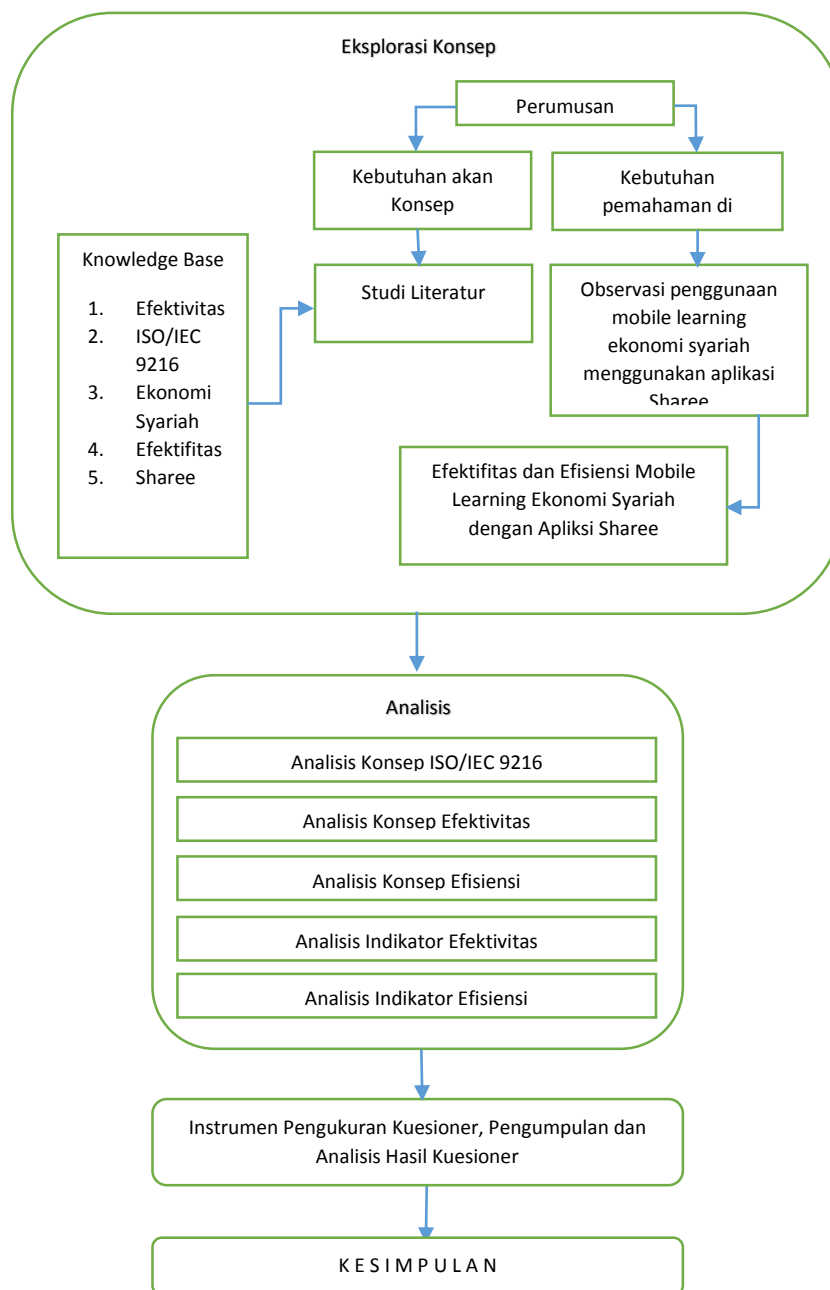 Eksplorasi Konsep
Perumusan
Kebutuhan akan
Konsep
Kebutuhan
pemahaman di
Knowledge Base
1. Efektivitas
2. ISO/IEC
9216
3. Ekonomi
Syariah
4. Efektifitas
5. Sharee
Studi Literatur
Observasi penggunaan
mobile learning
ekonomi syariah
menggunakan aplikasi
Sharee
Efektifitas dan Efisiensi Mobile
Learning Ekonomi Syariah
dengan Apliksi Sharee
Analisis
Analisis Konsep ISO/IEC 9216
Analisis Konsep Efektivitas
Analisis Konsep Efisiensi
Analisis Indikator Efektivitas
Analisis Indikator Efisiensi
Instrumen Pengukuran Kuesioner, Pengumpulan dan
Analisis Hasil Kuesioner
K E S I M P U L A N